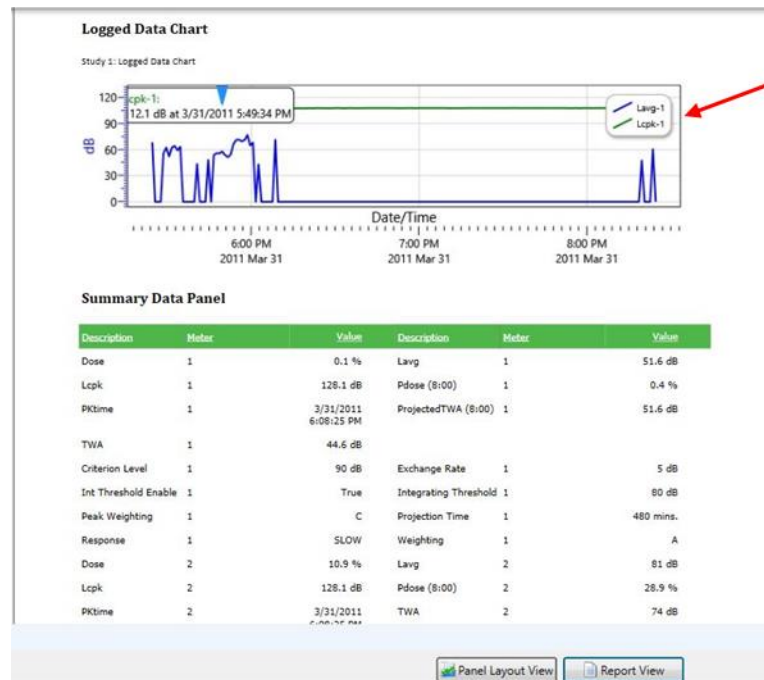 Logged Data Chart
Study 1: Logged Data Chart
cpk-1:
12.1 dB at 3/31/2011 5:49:34 PM
Lavg-1
Lcpk-1
120
90
60
30
0
dB
Date/Time
6:00 PM 7:00 PM 8:00 PM
2011 Mar 31 2011 Mar 31 2011 Mar 31
Summary Data Panel
Description Meter Value Description Meter Value
Dose 1 0.1 % Lavg 1 51.6 dB
Lcpk 1 128.1 dB Pdose (8:00) 1 0.4 %
PKtime 1 3/31/2011 ProjectedTWA (8:00) 1 51.6 dB
6:08:25 PM
TWA 1 44.6 dB
Criterion Level 1 90 dB Exchange Rate 1 5 dB
Int Threshold Enable 1 True Integrating Threshold 1 80 dB
Peak Weighting 1 C Projection Time 1 480 mins.
Response 1 SLOW Weighting 1 A
Dose 2 10.9 % Lavg 2 81 dB
Lcpk 2 128.1 dB Pdose (8:00) 2 28.9 %
PKtime 2 3/31/2011 TWA 2 74 dB
Panel Layout View Report View